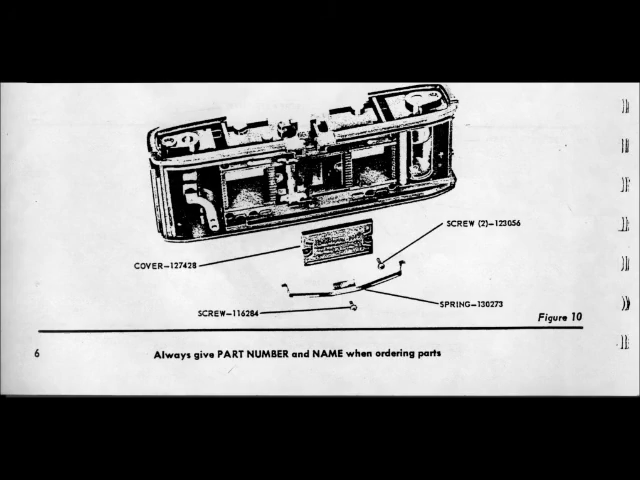 SCREW (2)–123056
COVER–127428
SPRING–130273
SCREW–116284
Figure 10
6
Always give PART NUMBER and NAME when ordering parts